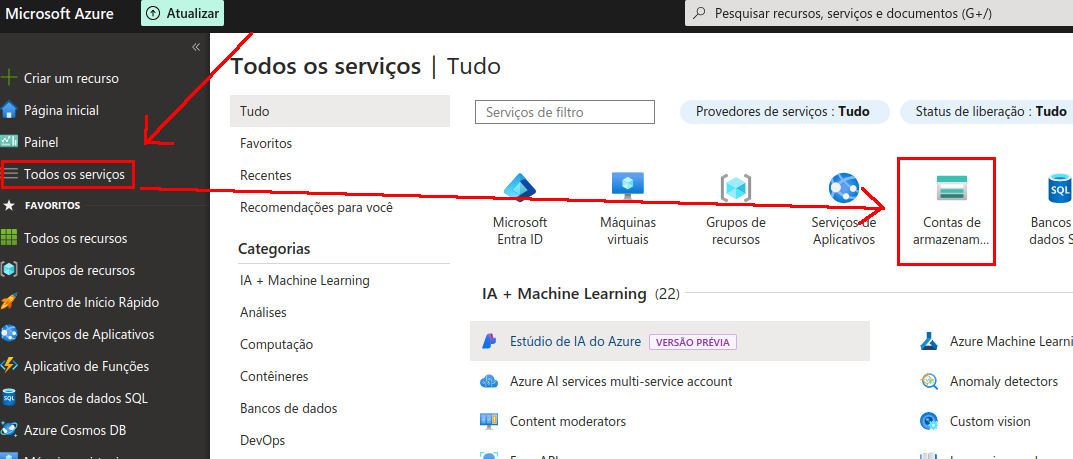 Microsoft Azure
Atualizar
Pesquisar recursos, serviços e documentos (G+/)
«
Criar um recurso
Página inicial
Painel
Todos os serviços
FAVORITOS
Todos os recursos
Grupos de recursos
Centro de Início Rápido
Serviços de Aplicativos
Aplicativo de Funções
Bancos de dados SQL
Azure Cosmos DB
Todos os serviços | Tudo
Tudo
Favoritos
Recentes
Recomendações para você
Categorias
IA + Machine Learning
Análises
Computação
Contêineres
Bancos de dados
DevOps
Serviços de filtro
Provedores de serviços : Tudo
Status de liberação : Tudo
Microsoft
Entra ID
Máquinas
virtuais
Grupos de
recursos
Serviços de
Aplicativos
Contas de
armazenam...
SQL
Bancos
dados S
IA + Machine Learning (22)
Estúdio de IA do Azure VERSÃO PRÉVIA
Azure Machine Learni
Azure AI services multi-service account
Anomaly detectors
Content moderators
Custom vision